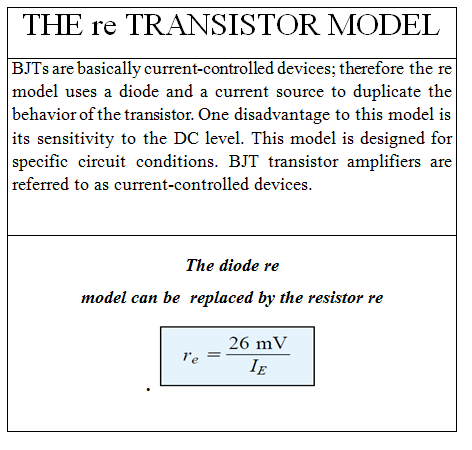 THE re TRANSISTOR MODEL
BJTs are basically current-controlled devices; therefore the re
model uses a diode and a current source to duplicate the
behavior of the transistor. One disadvantage to this model is
its sensitivity to the DC level. This model is designed for
specific circuit conditions. BJT transistor amplifiers are
referred to as current-controlled devices.
The diode re
model can be replaced by the resistor re
re = 26 mV / IE
.